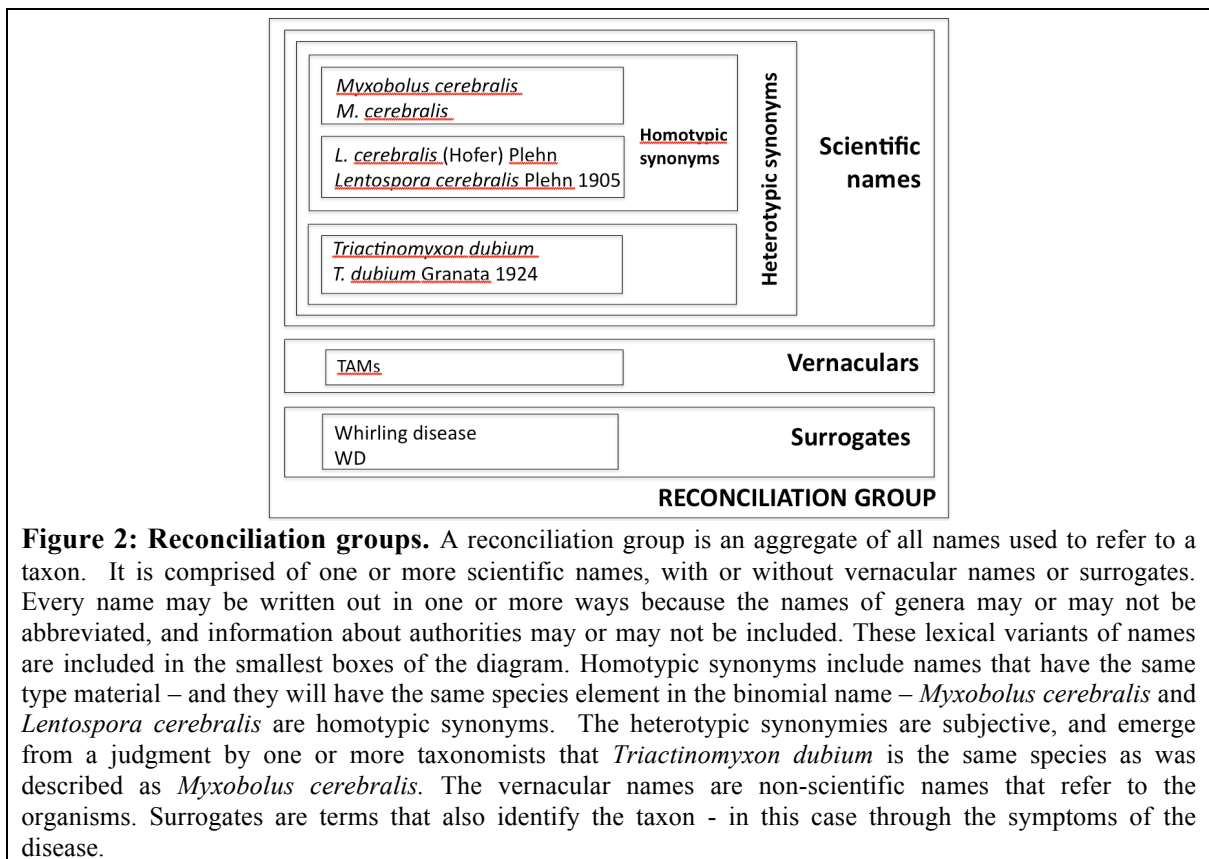 Myxobolus cerebralis
M. cerebralis
Homotypic
synonyms
L. cerebralis (Hofer) Plehn
Lentospora cerebralis Plehn 1905
Triactinomyxon dubium
T. dubium Granata 1924
Heterotypic synonyms
Scientific
names
TAMs
Vernaculars
Whirling disease
WD
Surrogates
RECONCILIATION GROUP
Figure 2: Reconciliation groups. A reconciliation group is an aggregate of all names used to refer to a
taxon. It is comprised of one or more scientific names, with or without vernacular names or surrogates.
Every name may be written out in one or more ways because the names of genera may or may not be
abbreviated, and information about authorities may or may not be included. These lexical variants of names
are included in the smallest boxes of the diagram. Homotypic synonyms include names that have the same
type material – and they will have the same species element in the binomial name – Myxobolus cerebralis and
Lentospora cerebralis are homotypic synonyms. The heterotypic synonymies are subjective, and emerge
from a judgment by one or more taxonomists that Triactinomyxon dubium is the same species as was
described as Myxobolus cerebralis. The vernacular names are non-scientific names that refer to the
organisms. Surrogates are terms that also identify the taxon - in this case through the symptoms of the
disease.